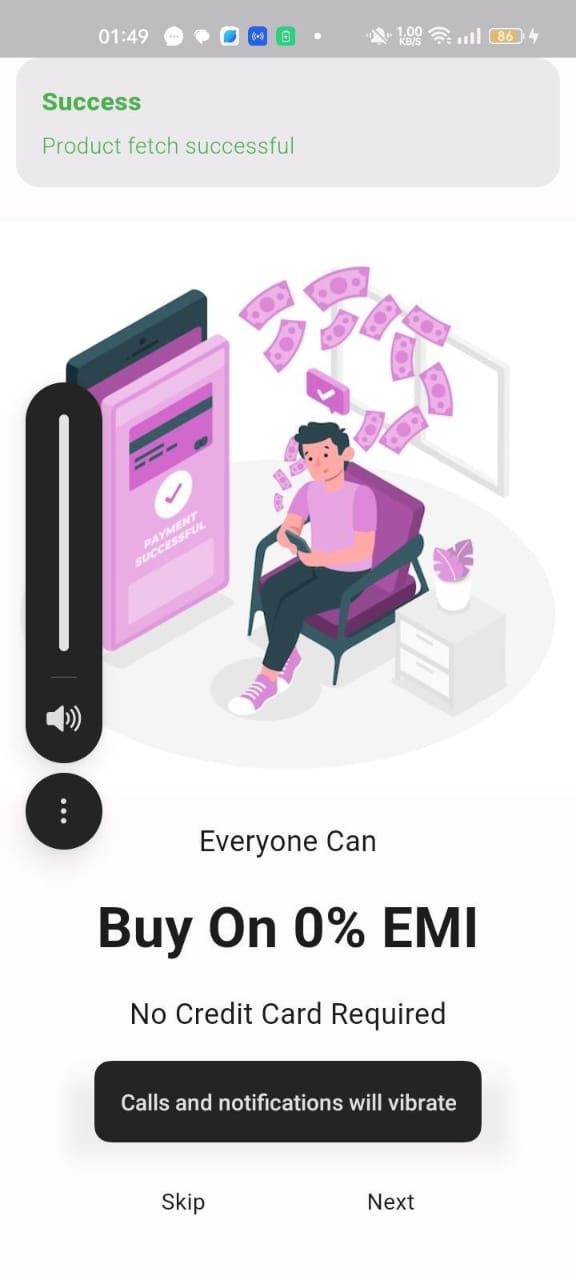 01:49
1.00
KB/S
86
Success
Product fetch successful
PAYMENT
SUCCESSFUL
Everyone Can
Buy On 0% EMI
No Credit Card Required
Calls and notifications will vibrate
Skip
Next